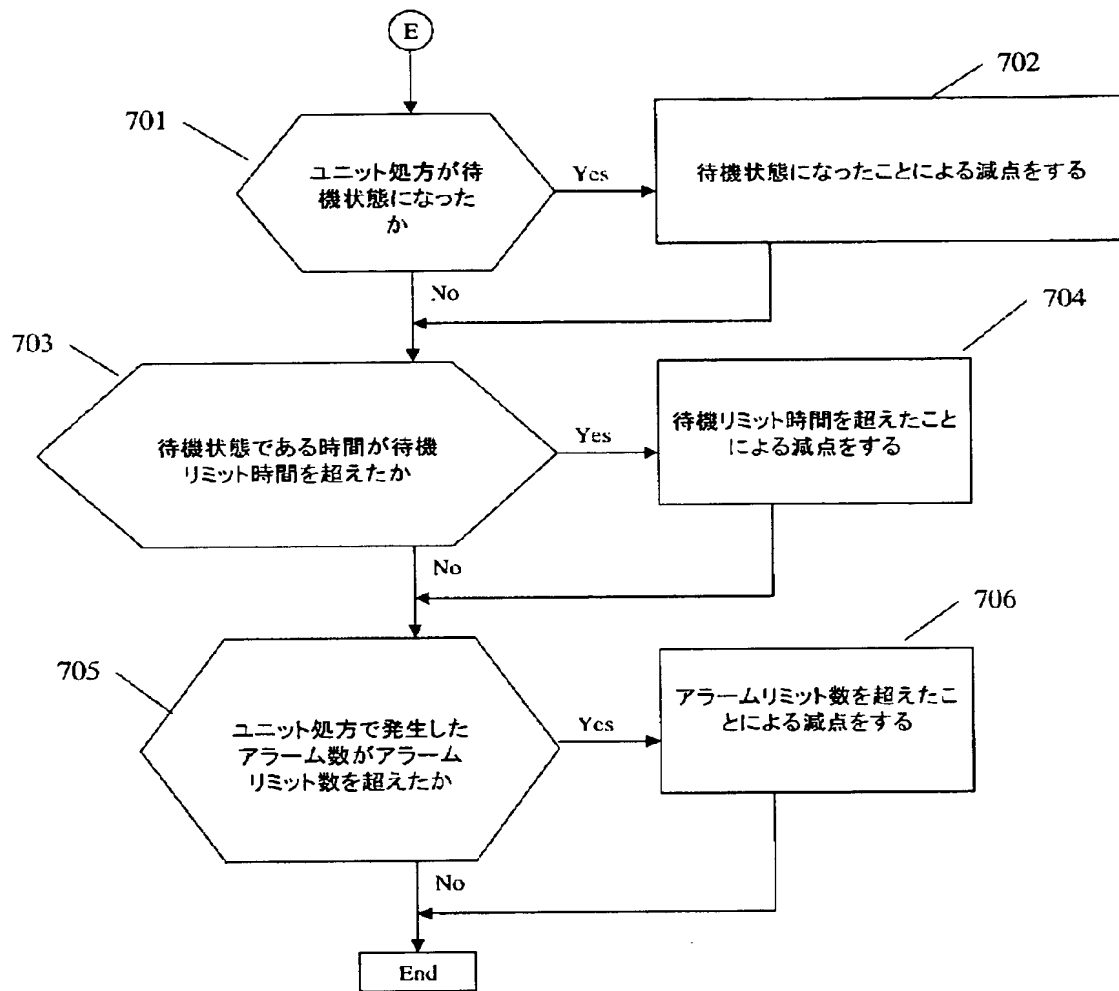 E
702
701
ユニット処方が待
機状態になった
か
Yes
待機状態になったことによる減点をする
No
704
703
待機状態である時間が待機
リミット時間を超えたか
Yes
待機リミット時間を超えたこと
による減点をする
No
706
705
ユニット処方で発生した
アラーム数がアラーム
リミット数を超えたか
Yes
アラームリミット数を超えたこ
とによる減点をする
No
End